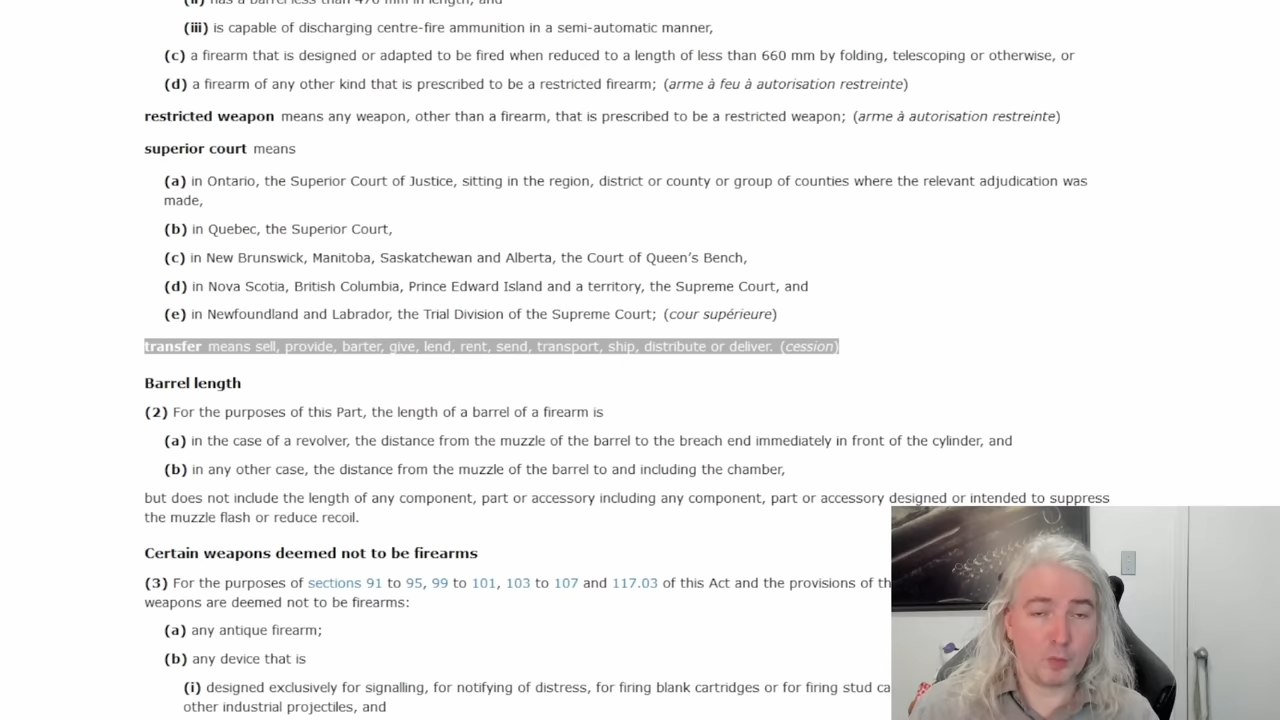 (ii) has a barrel less than 470 mm in length, and
(iii) is capable of discharging centre-fire ammunition in a semi-automatic manner,
(c) a firearm that is designed or adapted to be fired when reduced to a length of less than 660 mm by folding, telescoping or otherwise, or
(d) a firearm of any other kind that is prescribed to be a restricted firearm; (arme à feu à autorisation restreinte)
restricted weapon means any weapon, other than a firearm, that is prescribed to be a restricted weapon; (arme à autorisation restreinte)
superior court means
(a) in Ontario, the Superior Court of Justice, sitting in the region, district or county or group of counties where the relevant adjudication was
made,
(b) in Quebec, the Superior Court,
(c) in New Brunswick, Manitoba, Saskatchewan and Alberta, the Court of Queen’s Bench,
(d) in Nova Scotia, British Columbia, Prince Edward Island and a territory, the Supreme Court, and
(e) in Newfoundland and Labrador, the Trial Division of the Supreme Court; (cour supérieure)
transfer means sell, provide, barter, give, lend, rent, send, transport, ship, distribute or deliver. (cession)
Barrel length
(2) For the purposes of this Part, the length of a barrel of a firearm is
(a) in the case of a revolver, the distance from the muzzle of the barrel to the breach end immediately in front of the cylinder, and
(b) in any other case, the distance from the muzzle of the barrel to and including the chamber,
but does not include the length of any component, part or accessory including any component, part or accessory designed or intended to suppress
the muzzle flash or reduce recoil.
Certain weapons deemed not to be firearms
(3) For the purposes of sections 91 to 95, 99 to 101, 103 to 107 and 117.03 of this Act and the provisions of
weapons are deemed not to be firearms:
(a) any antique firearm;
(b) any device that is
(i) designed exclusively for signalling, for notifying of distress, for firing blank cartridges or for firing stud
other industrial projectiles, and